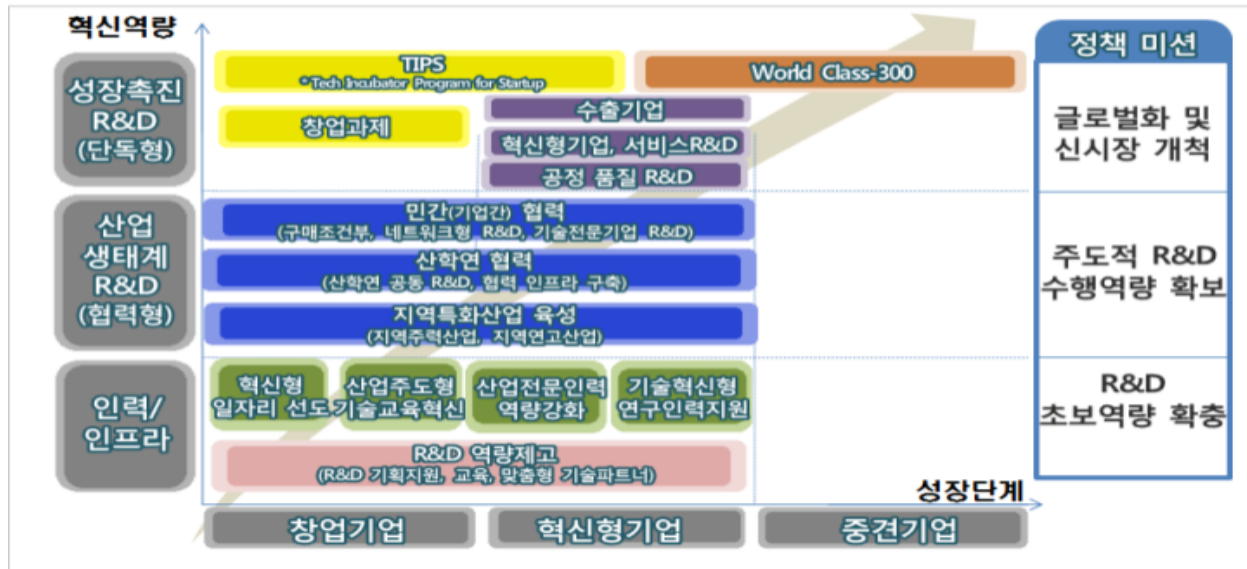 혁신역량
정책 미션
성장촉진
R&D
(단독형)
TIPS
*Tech Incubator Program for Startup
World Class-300
창업과제
수출기업
혁신형기업, 서비스R&D
공정 품질 R&D
글로벌화 및
신시장 개척
산업
생태계
R&D
(협력형)
민간(기업간) 협력
(구매조건부, 네트워크형 R&D, 기술전문기업 R&D)
산학연 협력
(산학연 공동 R&D, 협력 인프라 구축)
지역특화산업 육성
(지역주력산업, 지역연고산업)
주도적 R&D
수행역량 확보
인력/
인프라
혁신형
일자리 선도
산업주도형
기술교육혁신
산업전문인력
역량강화
기술혁신형
연구인력지원
R&D 역량제고
(R&D 기획지원, 교육, 맞춤형 기술파트너)
R&D
초보역량 확충
성장단계
창업기업
혁신형기업
중견기업